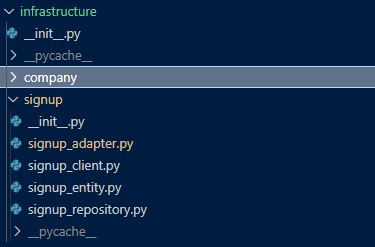 infrastructure
__init__.py
__pycache__
company
signup
__init__.py
signup_adapter.py
signup_client.py
signup_entity.py
signup_repository.py
__pycache__